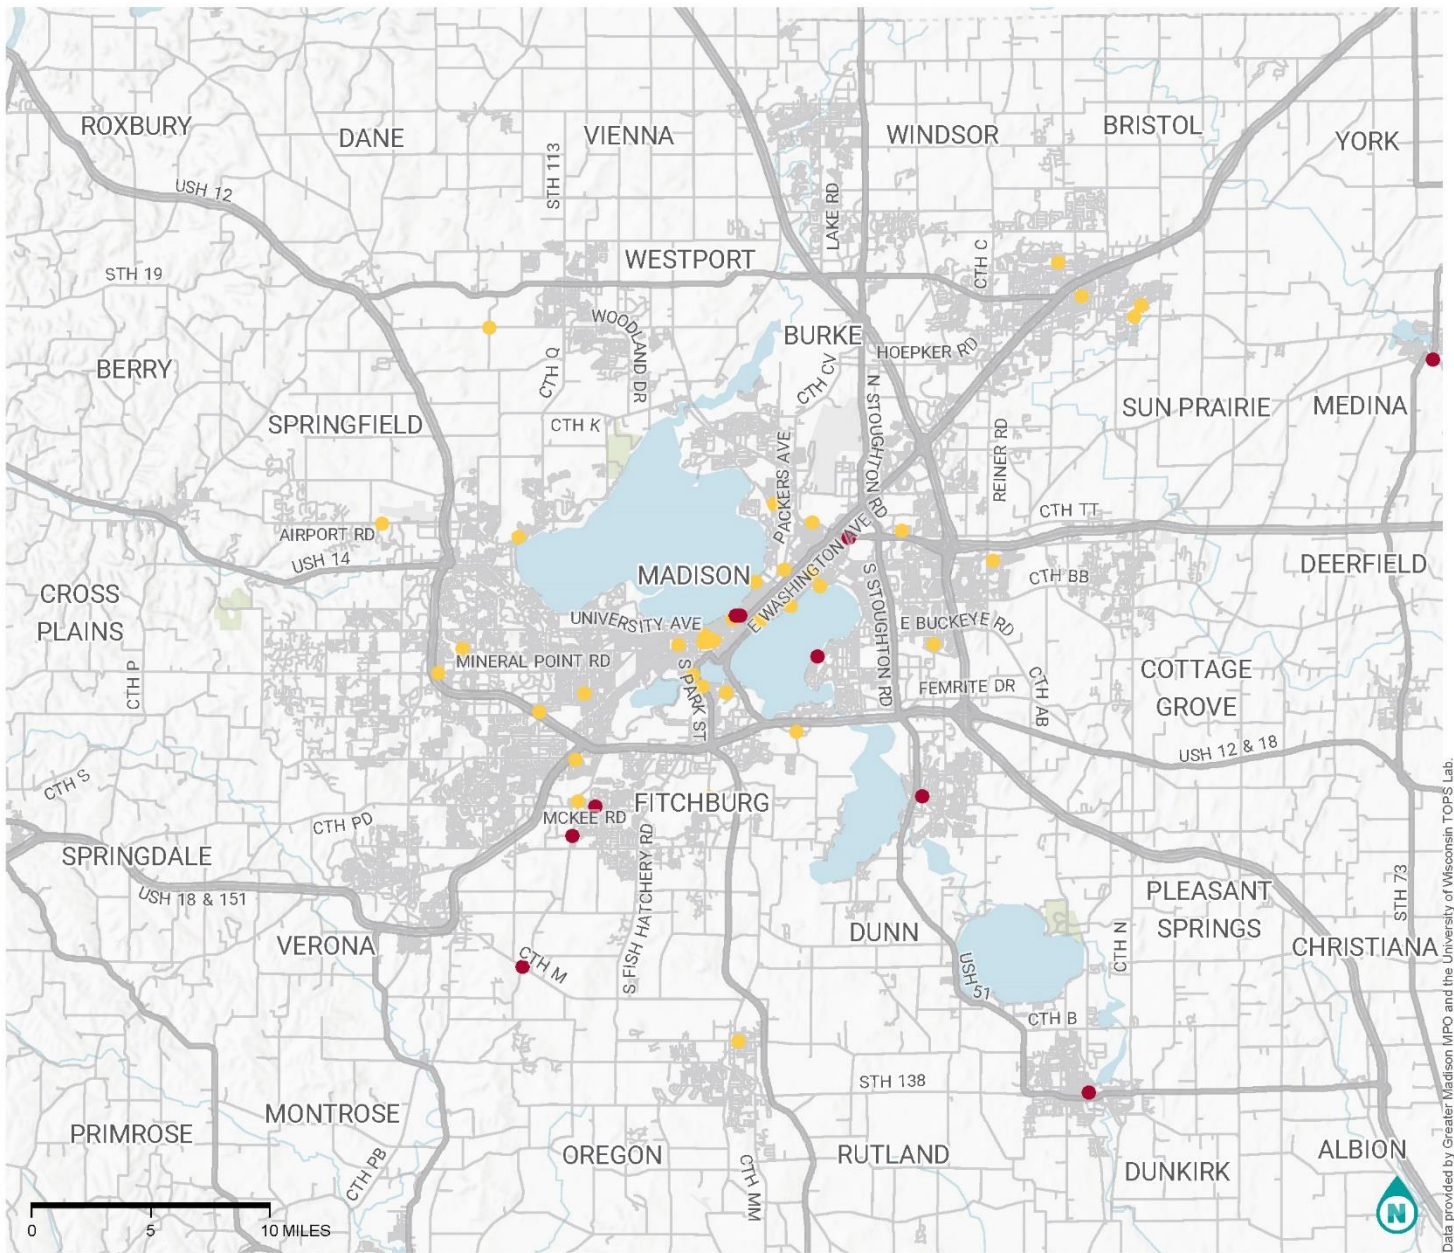 ROXBURY
DANE
VIENNA
WINDSOR
BRISTOL
YORK
STH 113
USH 12
LAKE RD
STH 19
WESTPORT
CTH C
WOODLAND DR
BURKE
HOEPKER RD
BERRY
CTH Q
CTH CV
SPRINGFIELD
CTH K
N STOUGHTON RD
SUN PRAIRIE
MEDINA
PACKERS AVE
REINER RD
CTH TT
AIRPORT RD
USH 14
MADISON
E WASHINGTON AVE
CTH BB
DEERFIELD
CROSS
PLAINS
UNIVERSITY AVE
S STOUGHTON RD
E BUCKEYE RD
MINERAL POINT RD
CTH P
S PARK ST
FEMRITE DR
CTH AB
COTTAGE
GROVE
USH 12 & 18
CTH S
FITCHBURG
MCKEE RD
CTH PD
SPRINGDALE
USH 18 & 151
S FISH HATCHERY RD
PLEASANT
SPRINGS
STH 73
VERONA
CTH M
DUNN
CTH N
CHRISTIANA
USH 51
CTH B
STH 138
MONTROSE
PRIMROSE
OREGON
RUTLAND
ALBION
CTH PB
CTH MM
DUNKIRK
N
0 5 10 MILES
Data provided by Greater Madison MPO and the University of Wisconsin TOPS Lab.